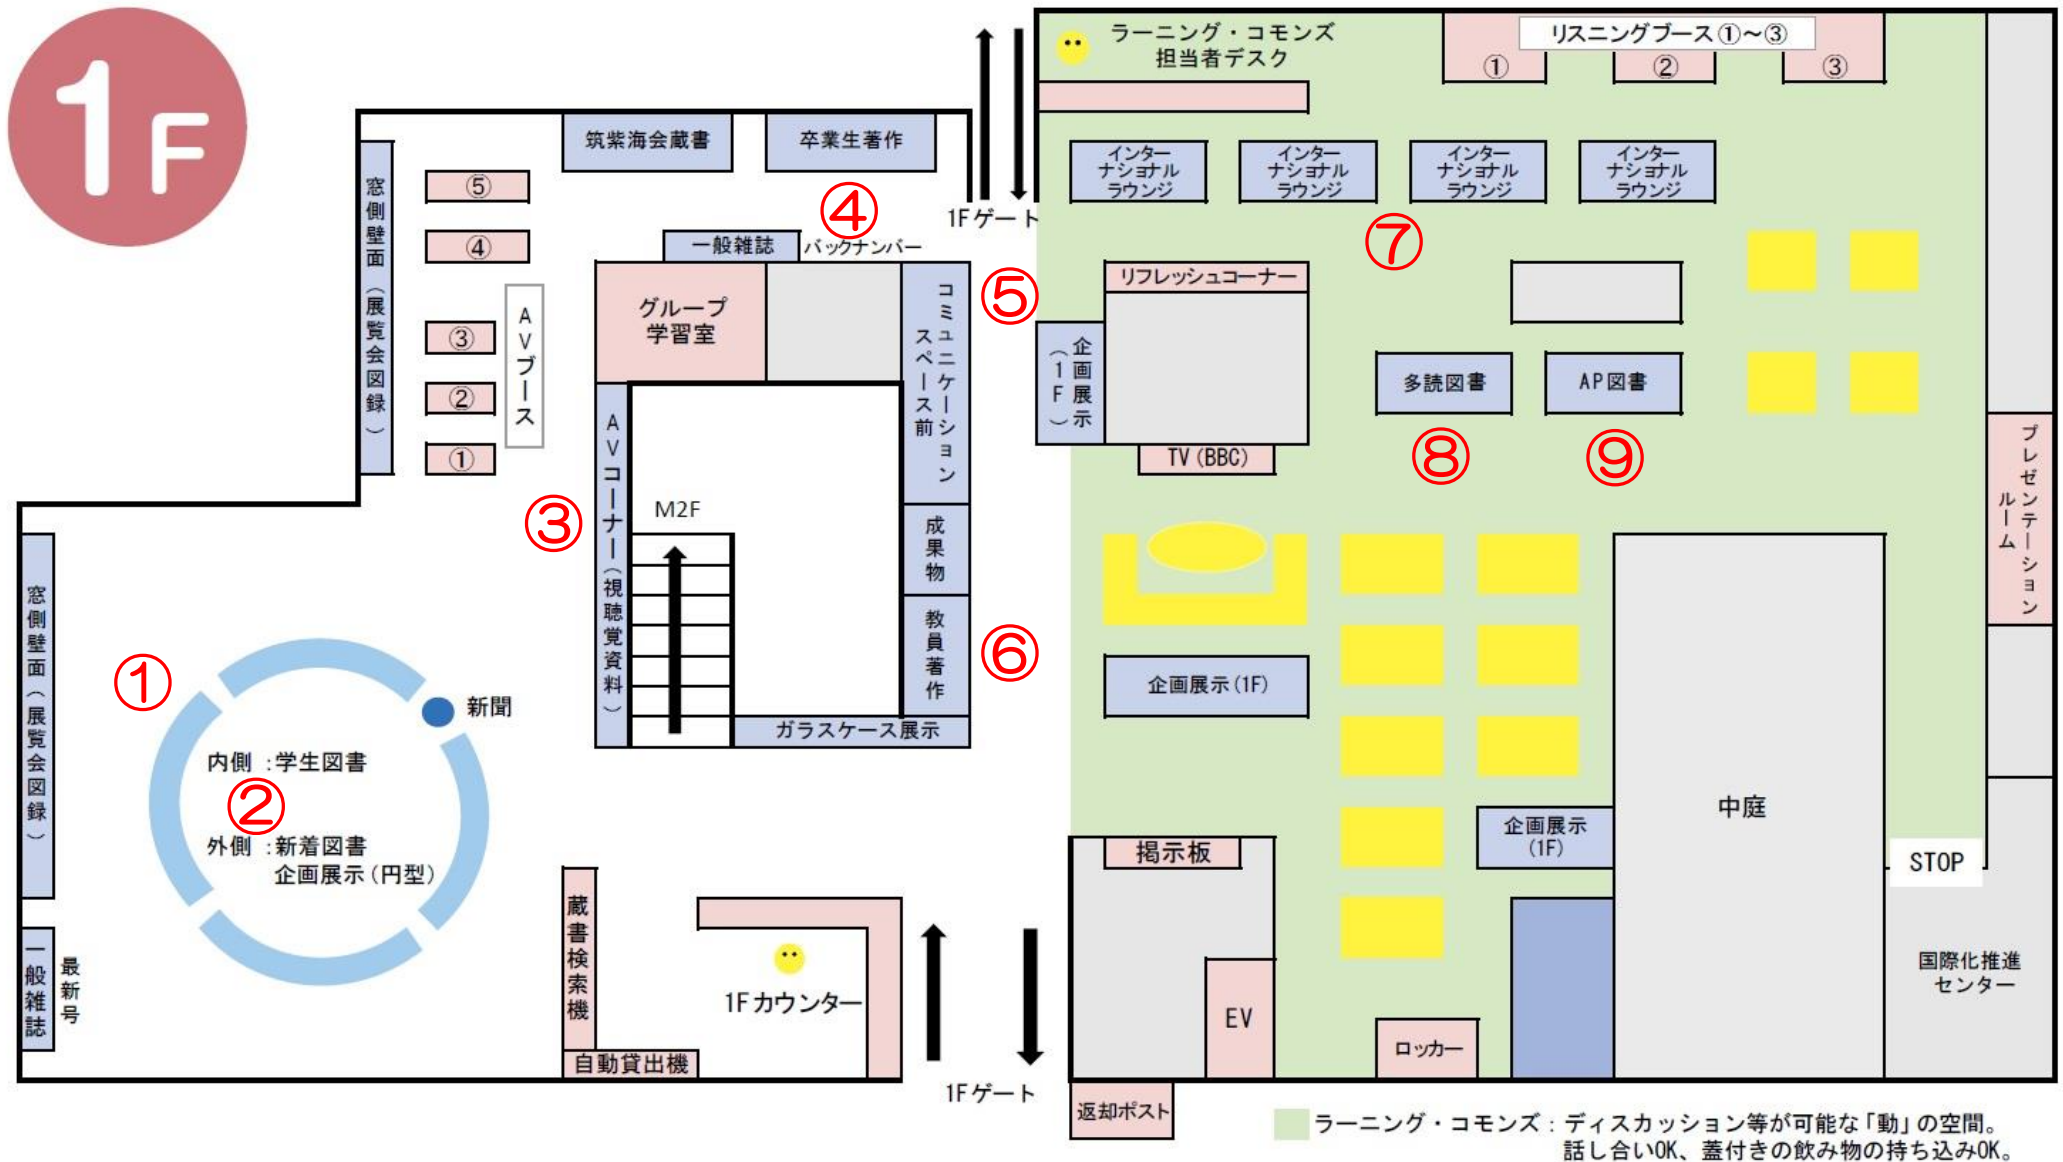 1F
ラーニング・コモンズ
担当者デスク
リスニングブース①～③
①
②
③
筑紫海会蔵書
卒業生著作
インター
ナショナル
ラウンジ
インター
ナショナル
ラウンジ
インター
ナショナル
ラウンジ
インター
ナショナル
ラウンジ
1Fゲート
窓側壁面（展覧会図録）
⑤
④
③
②
①
AVブース
④
一般雑誌
バックナンバー
グループ
学習室
コミュニケーション
スペース前
⑤
⑦
リフレッシュコーナー
企画展示
（1F）
TV(BBC)
多読図書
AP図書
⑧
⑨
プレゼンテーション
ルーム
③
AVコーナー（視聴覚資料）
M2F
成果物
教員著作
⑥
ガラスケース展示
企画展示(1F)
窓側壁面（展覧会図録）
①
新聞
内側 :学生図書
②
外側 :新着図書
企画展示(円型)
中庭
企画展示
(1F)
STOP
掲示板
蔵書検索機
一般雑誌
最新号
1Fカウンター
自動貸出機
EV
ロッカー
国際化推進
センター
1Fゲート
返却ポスト
ラーニング・コモンズ：ディスカッション等が可能な「動」の空間。
話し合いOK、蓋付きの飲み物の持ち込みOK。